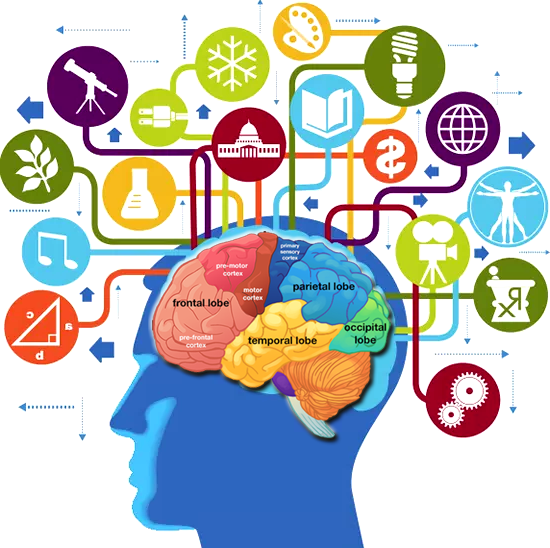 primary
sensory
cortex
pre-motor
cortex
parietal lobe
motor
cortex
frontal lobe
occipital
lobe
pre-frontal
cortex
temporal lobe
c
a
b
Rx